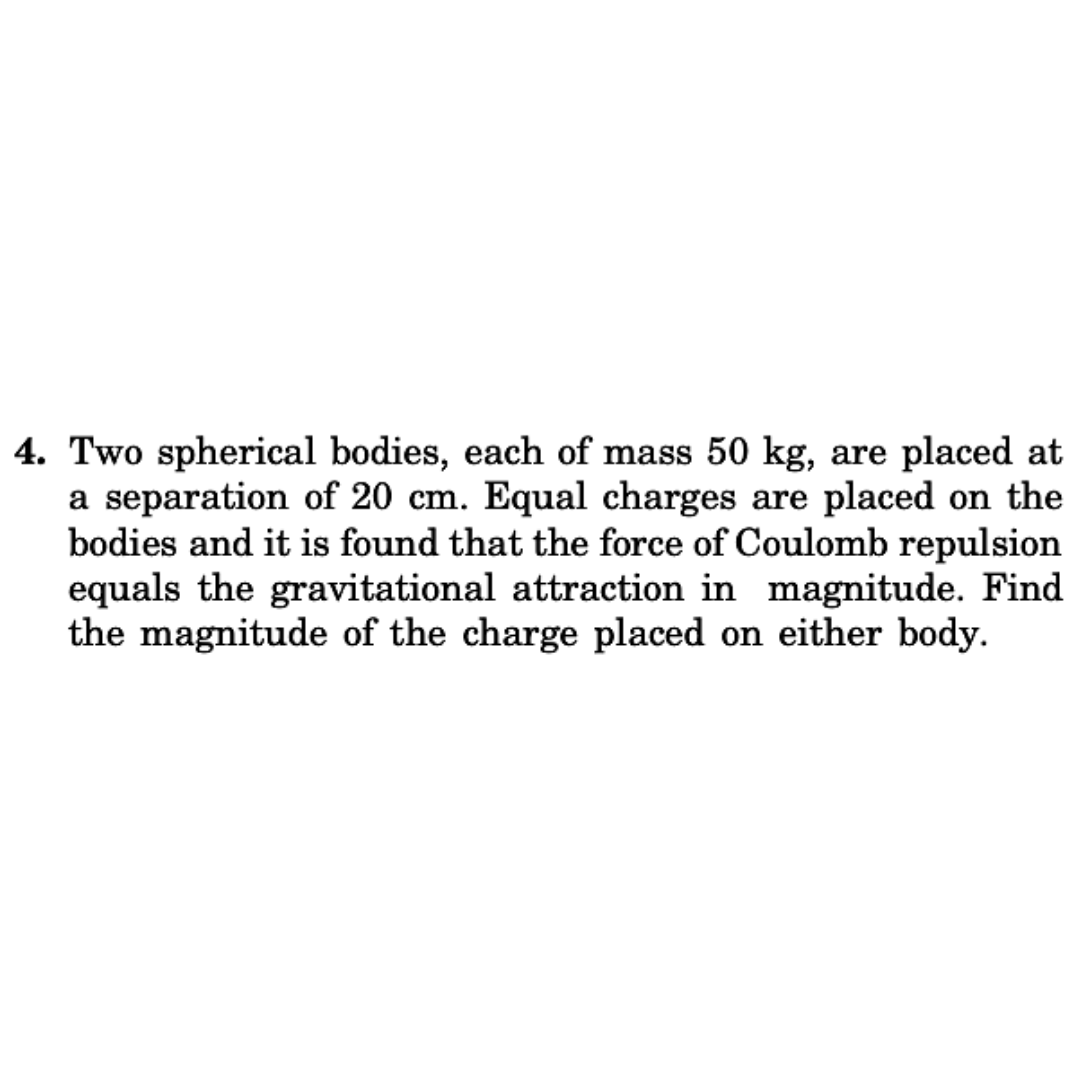 4. Two spherical bodies, each of mass 50 kg, are placed at
a separation of 20 cm. Equal charges are placed on the
bodies and it is found that the force of Coulomb repulsion
equals the gravitational attraction in magnitude. Find
the magnitude of the charge placed on either body.